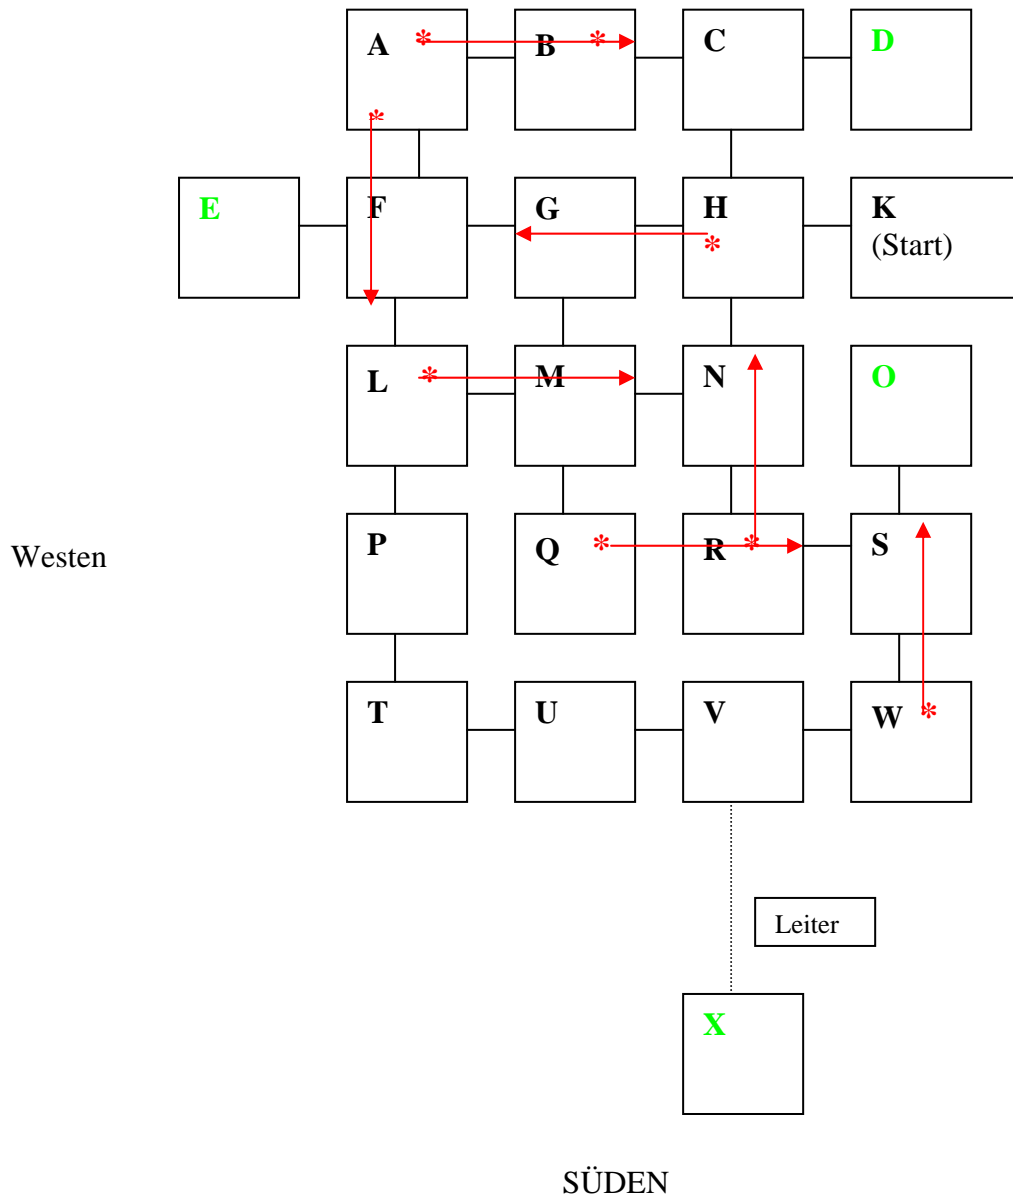 A * B * C D
*
E F G H K
* (Start)
L * M N O
P Q * R * S
Westen
T U V W *
Leiter
X
SÜDEN